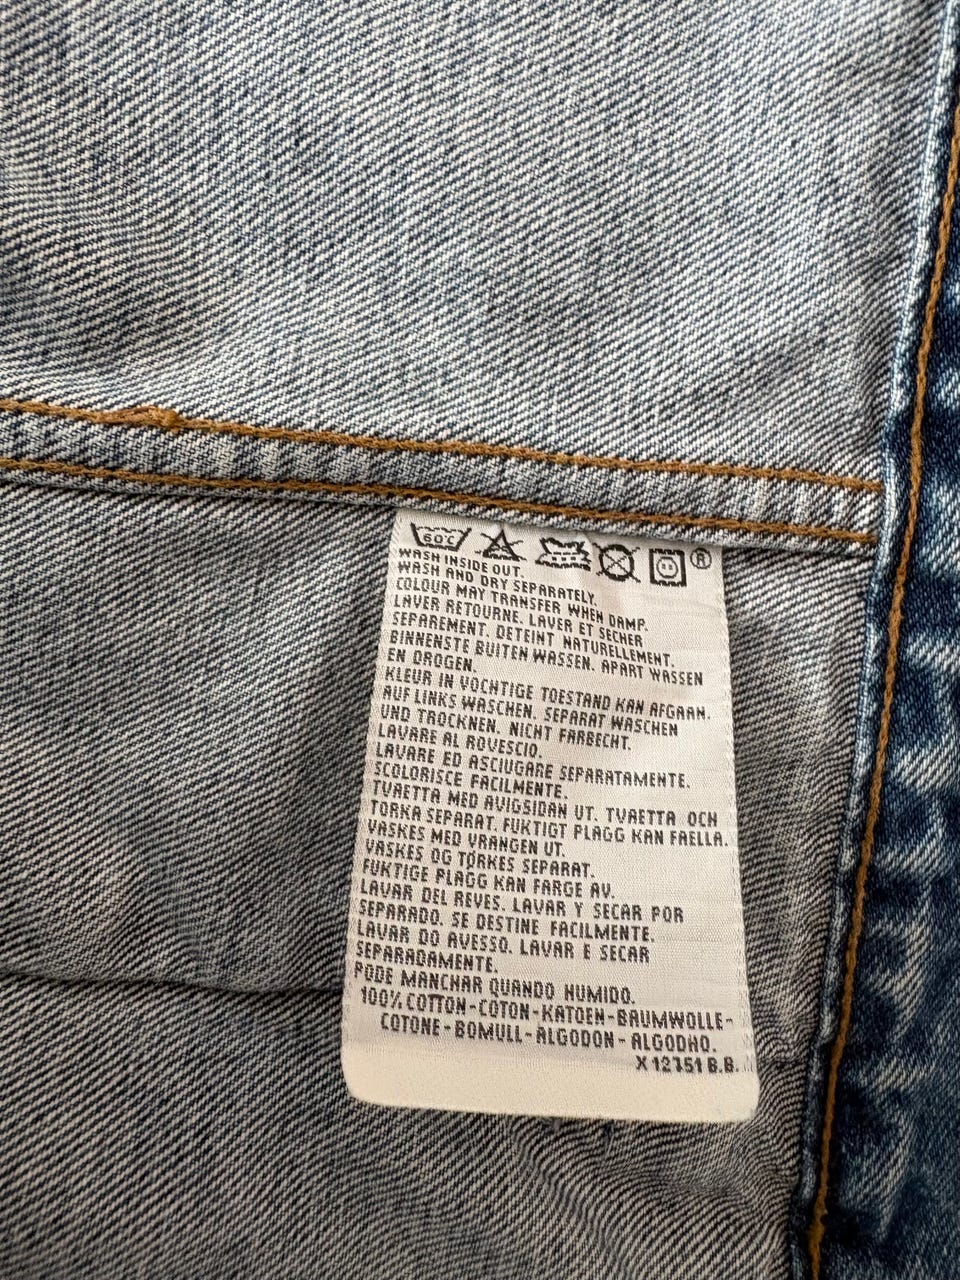 60°C ®
WASH INSIDE OUT.
WASH AND DRY SEPARATELY.
COLOUR MAY TRANSFER WHEN DAMP.
LAVER RETOURNE. LAVER ET SECHER
SEPAREMENT. DETEINT NATURELLEMENT.
BINNENSTE BUITEN WASSEN. APART WASSEN
EN DROGEN.
KLEUR IN VOCHTIGE TOESTAND KAN AFGAAN.
AUF LINKS WASCHEN. SEPARAT WASCHEN
UND TROCKNEN. NICHT FARBECHT.
LAVARE AL ROVESCIO.
LAVARE ED ASCIUGARE SEPARATAMENTE.
SCOLORISCE FACILMENTE.
TVAETTA MED AVIGSIDAN UT. TVAETTA OCH
TORKA SEPARAT. FUKTIGT PLAGG KAN FAELLA.
VASKES MED VRANGEN UT.
VASKES OG TØRKES SEPARAT.
FUKTIGE PLAGG KAN FARGE AV.
LAVAR DEL REVES. LAVAR Y SECAR POR
SEPARADO. SE DESTINE FACILMENTE.
LAVAR DO AVESSO. LAVAR E SECAR
SEPARADAMENTE.
PODE MANCHAR QUANDO HUMIDO.
100% COTTON-COTON-KATOEN-BAUMWOLLE-
COTONE-BOMULL-ALGODON-ALGODHO.
X 12751 B.B.